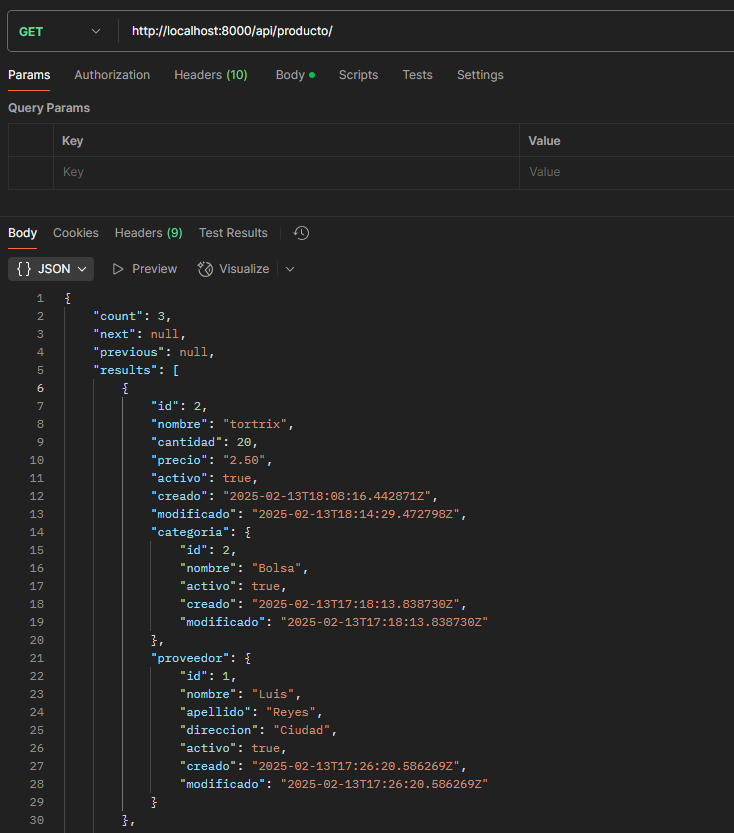 GET http://localhost:8000/api/producto/
Params Authorization Headers (10) Body Scripts Tests Settings
Query Params
Key Value
Key Value
Body Cookies Headers (9) Test Results
{} JSON Preview Visualize
1 {
2 "count": 3,
3 "next": null,
4 "previous": null,
5 "results": [
6 {
7 "id": 2,
8 "nombre": "tortrix",
9 "cantidad": 20,
10 "precio": "2.50",
11 "activo": true,
12 "creado": "2025-02-13T18:08:16.442871Z",
13 "modificado": "2025-02-13T18:14:29.472798Z",
14 "categoria": {
15 "id": 2,
16 "nombre": "Bolsa",
17 "activo": true,
18 "creado": "2025-02-13T17:18:13.838730Z",
19 "modificado": "2025-02-13T17:18:13.838730Z"
20 },
21 "proveedor": {
22 "id": 1,
23 "nombre": "Luis",
24 "apellido": "Reyes",
25 "direccion": "Ciudad",
26 "activo": true,
27 "creado": "2025-02-13T17:26:20.586269Z",
28 "modificado": "2025-02-13T17:26:20.586269Z"
29 }
30 },